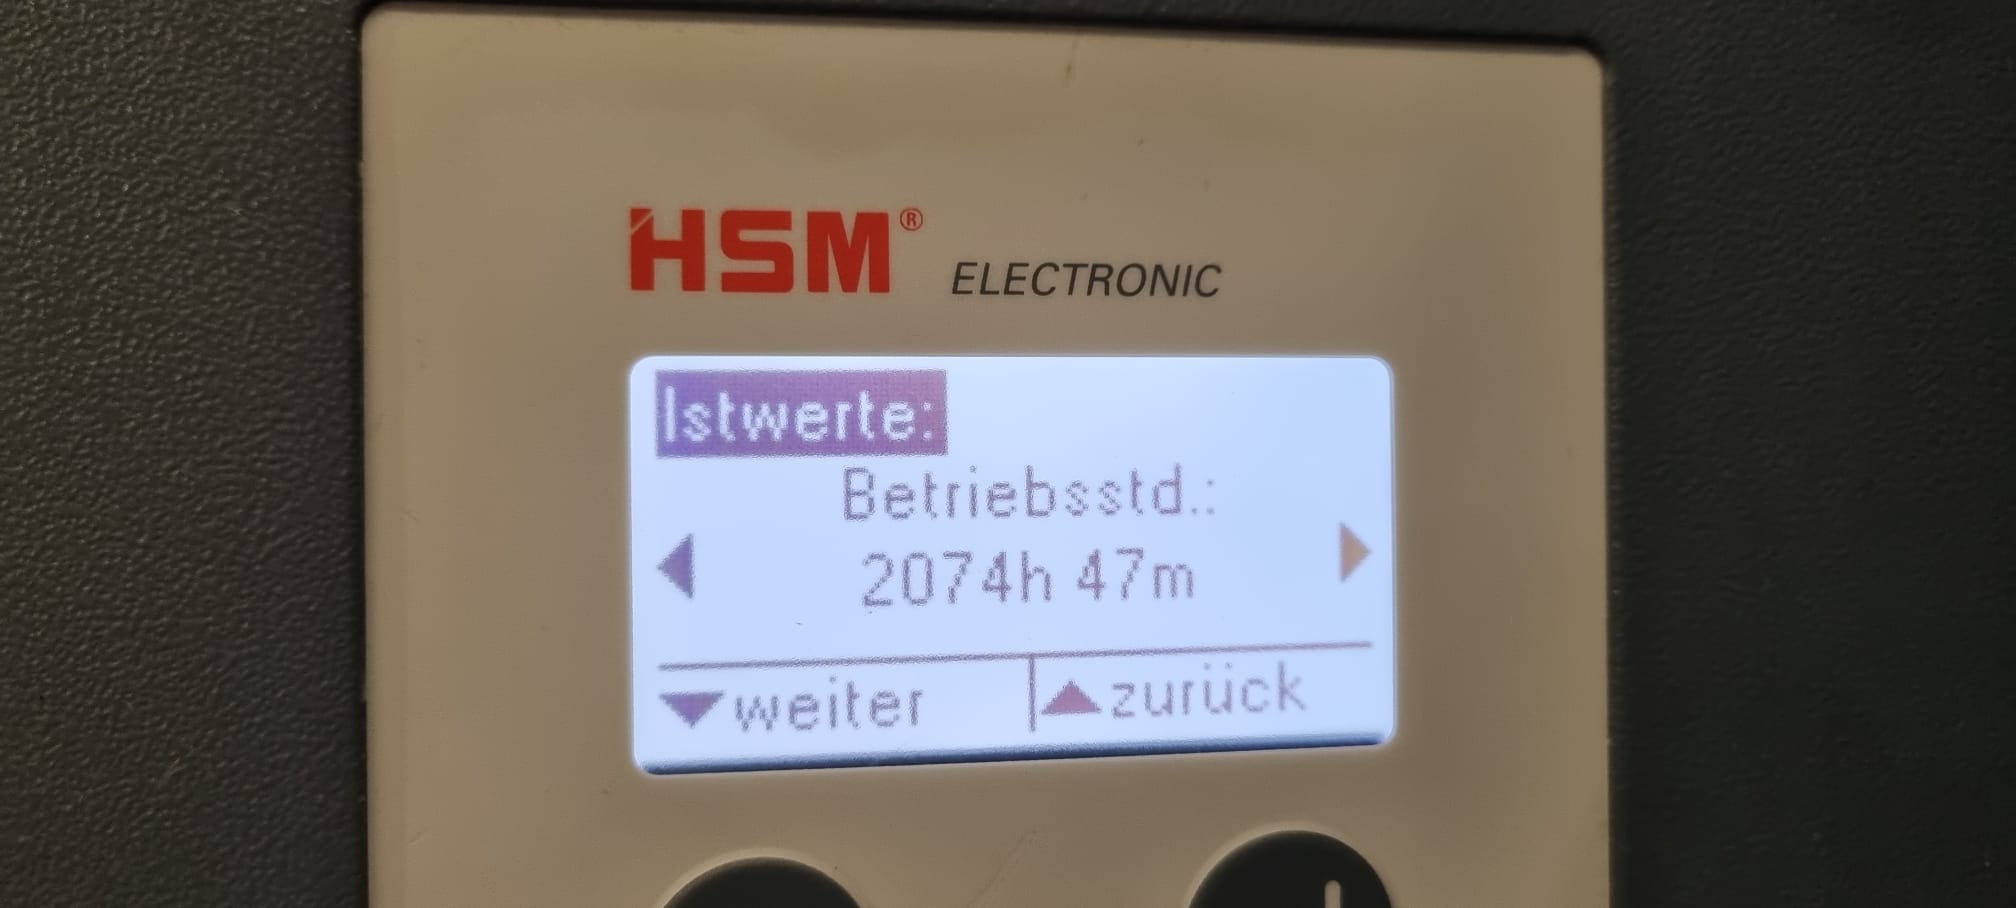 HSM® ELECTRONIC
Istwerte:
Betriebsstd.:
2074h 47m
weiter
zurück